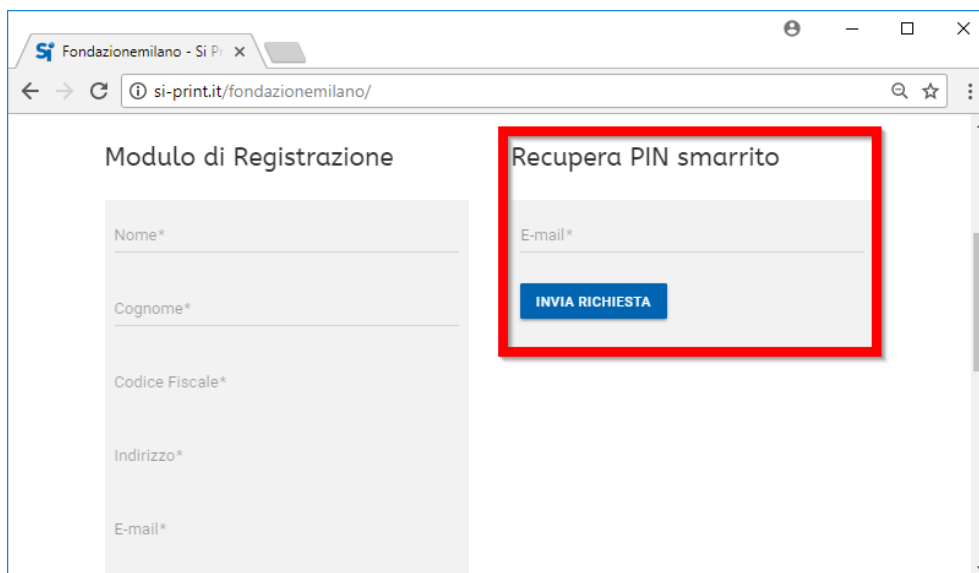 Si Fondazionemilano - Si Pr
si-print.it/fondazionemilano/
Modulo di Registrazione
Nome*
Cognome*
Codice Fiscale*
Indirizzo*
E-mail*
Recupera PIN smarrito
E-mail*
INVIA RICHIESTA